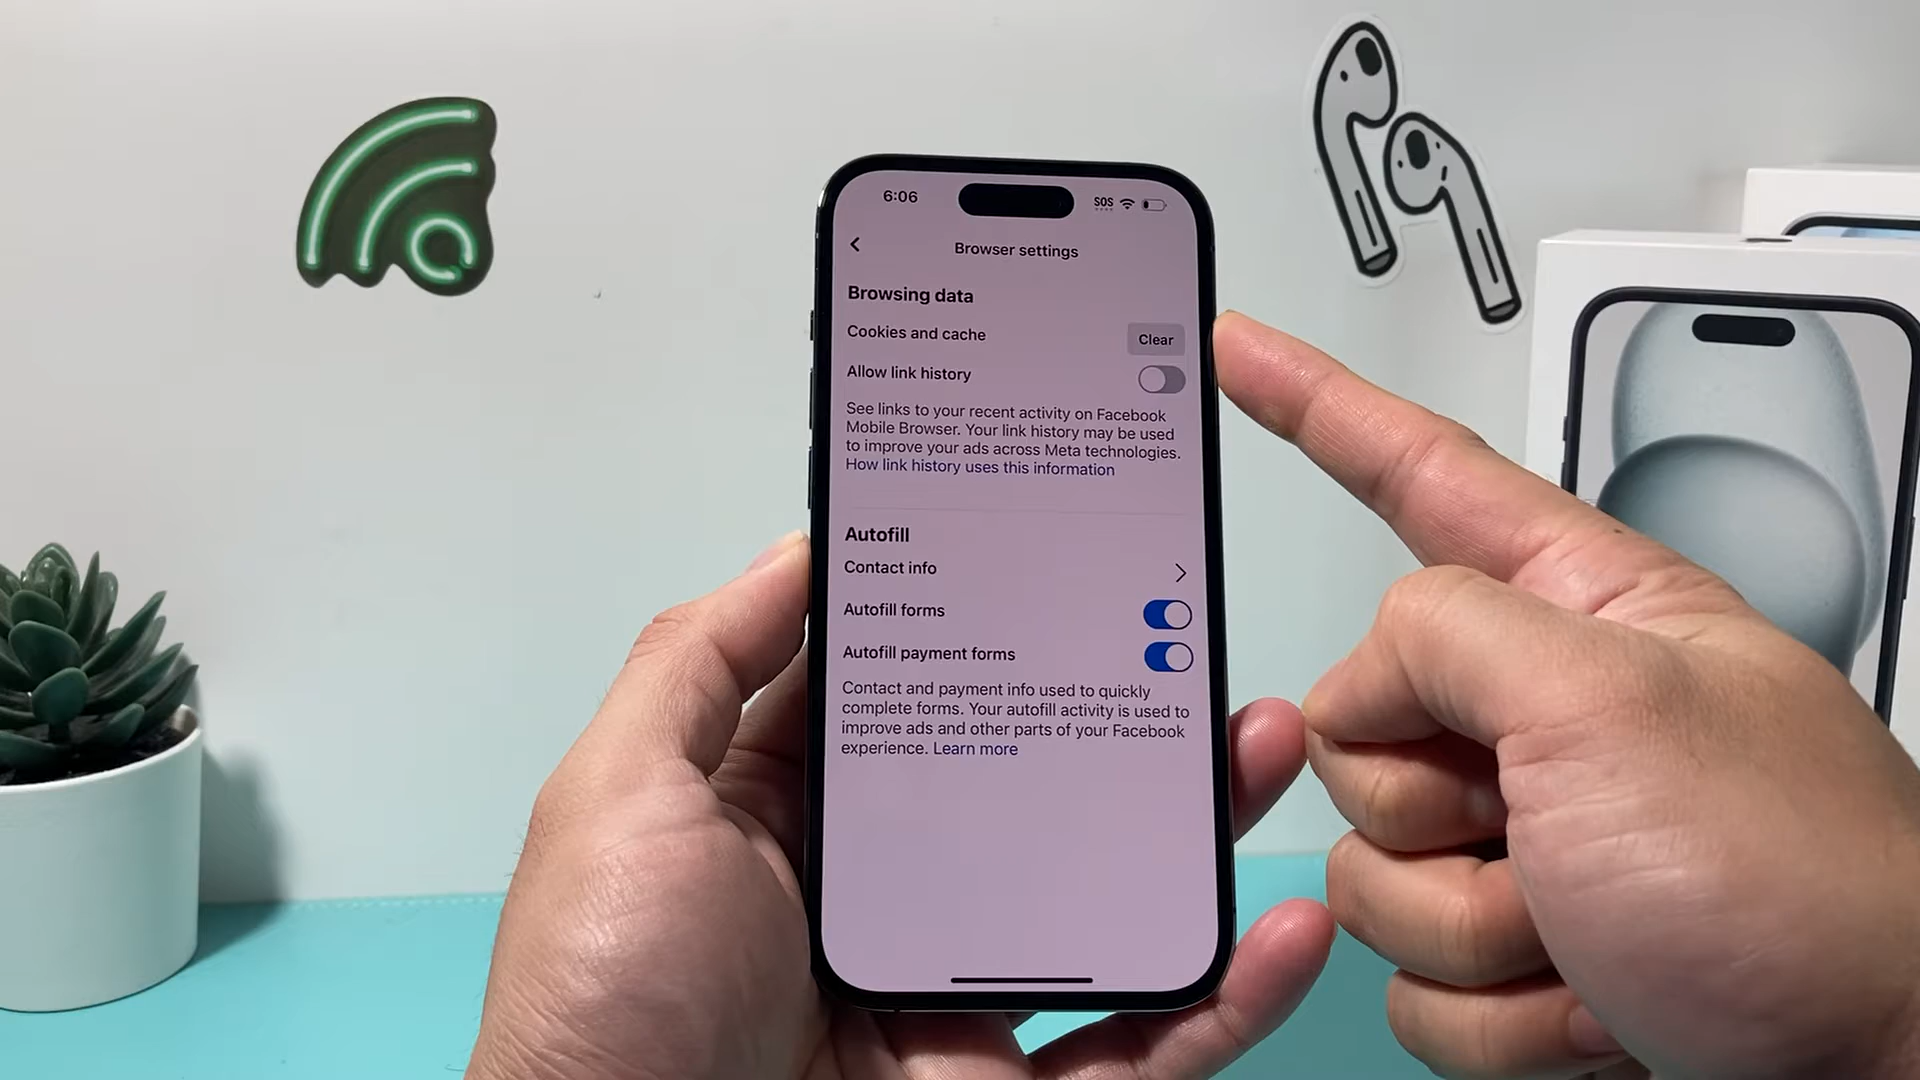 6:06
SOS
Browser settings
Browsing data
Cookies and cache
Clear
Allow link history
See links to your recent activity on Facebook
Mobile Browser. Your link history may be used
to improve your ads across Meta technologies.
How link history uses this information
Autofill
Contact info
Autofill forms
Autofill payment forms
Contact and payment info used to quickly
complete forms. Your autofill activity is used to
improve ads and other parts of your Facebook
experience. Learn more